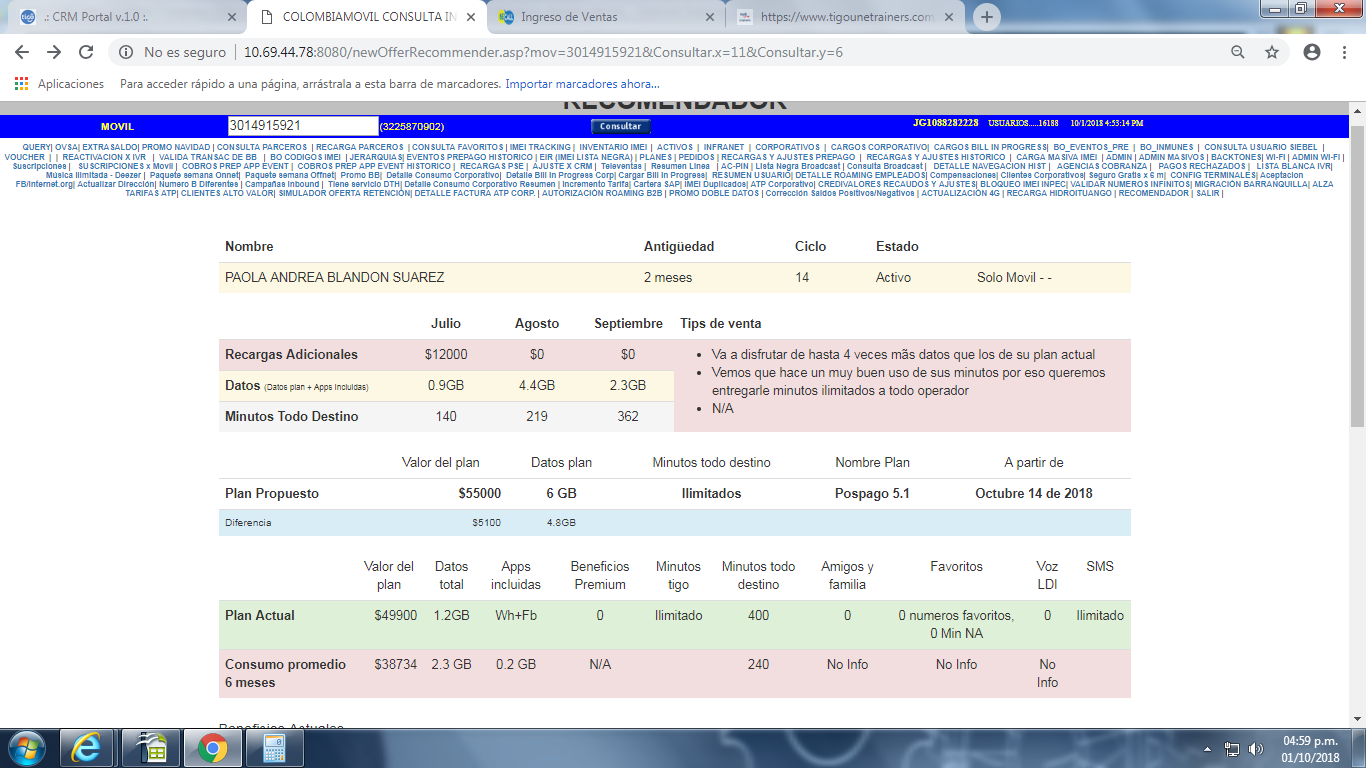 .: CRM Portal v.1.0 :.
COLOMBIAMOVIL CONSULTA IN
Ingreso de Ventas
https://www.tigounetrainers.com
No es seguro
10.69.44.78:8080/newOfferRecommender.asp?mov=3014915921&Consultar.x=11&Consultar.y=6
Aplicaciones
Para acceder rápido a una página, arrástrala a esta barra de marcadores. Importar marcadores ahora...
RECOMENDADOR
MOVIL 3014915921 (3225870902) Consultar JG1088282228 USUARIOS.....16188 10/1/2018 4:53:14 PM
QUERY| OVSA| EXTRASALDO| PROMO NAVIDAD | CONSULTA PARCEROS | RECARGA PARCEROS | CONSULTA FAVORITOS | IMEI TRACKING | INVENTARIO IMEI | ACTIVOS | INFRANET | CORPORATIVOS | CARGOS CORPORATIVO| CARGOS BILL IN PROGRESS| BO_EVENTOS_PRE | BO_INMUNES | CONSULTA USUARIO SIEBEL |
VOUCHER | | REACTIVACION X IVR | VALIDA TRANSAC DE BB | BO CODIGOS IMEI | JERARQUIAS| EVENTOS PREPAGO HISTORICO | EIR (IMEI LISTA NEGRA) | PLANES | PEDIDOS | RECARGAS Y AJUSTES PREPAGO | RECARGAS Y AJUSTES HISTORICO | CARGA MASIVA IMEI | ADMIN | ADMIN MASIVOS | BACKTONES| WI-FI | ADMIN WI-FI |
Suscripciones | SUSCRIPCIONES x Movil | COBROS PREP APP EVENT | COBROS PREP APP EVENT HISTORICO | RECARGAS PSE | AJUSTE X CRM | Televentas | Resumen Linea | AC-PIN | Lista Negra Broadcast | Consulta Broadcast | DETALLE NAVEGACION HIST | AGENCIAS COBRANZA | PAGOS RECHAZADOS | LISTA BLANCA IVR|
Música Ilimitada - Deezer | Paquete semana Onnet| Paquete semana Offnet| Promo BB| Detalle Consumo Corporativo| Detalle Bill In Progress Corp| Cargar Bill In Progress| RESUMEN USUARIO| DETALLE ROAMING EMPLEADOS| Compensaciones| Clientes Corporativos| Seguro Gratis x 6 m| CONFIG TERMINALES| Aceptacion
FB/internet.org| Actualizar Dirección| Numero B Diferentes | Campañas Inbound | Tiene servicio DTH| Detalle Consumo Corporativo Resumen | Incremento Tarifa| Cartera SAP| IMEI Duplicados| ATP Corporativo| CREDIVALORES RECAUDOS Y AJUSTES| BLOQUEO IMEI INPEC| VALIDAR NUMEROS INFINITOS| MIGRACIÓN BARRANQUILLA| ALZA
TARIFAS ATP| CLIENTES ALTO VALOR| SIMULADOR OFERTA RETENCIÓN| DETALLE FACTURA ATP CORP. | AUTORIZACIÓN ROAMING B2B | PROMO DOBLE DATOS | Corrección Saldos Positivos/Negativos | ACTUALIZACIÓN 4G | RECARGA HIDROITUANGO | RECOMENDADOR | SALIR |
Nombre Antigüedad Ciclo Estado
PAOLA ANDREA BLANDON SUAREZ 2 meses 14 Activo Solo Movil - -
Julio Agosto Septiembre Tips de venta
Recargas Adicionales $12000 $0 $0
Datos (Datos plan + Apps Incluidas) 0.9GB 4.4GB 2.3GB
Minutos Todo Destino 140 219 362
• Va a disfrutar de hasta 4 veces mãs datos que los de su plan actual
• Vemos que hace un muy buen uso de sus minutos por eso queremos
entregarle minutos ilimitados a todo operador
• N/A
Valor del plan Datos plan Minutos todo destino Nombre Plan A partir de
Plan Propuesto $55000 6 GB Ilimitados Pospago 5.1 Octubre 14 de 2018
Diferencia $5100 4.8GB
Valor del plan Datos total Apps incluidas Beneficios Premium Minutos tigo Minutos todo destino Amigos y familia Favoritos Voz LDI SMS
Plan Actual $49900 1.2GB Wh+Fb 0 Ilimitado 400 0 0 numeros favoritos, 0 Min NA 0 Ilimitado
Consumo promedio 6 meses $38734 2.3 GB 0.2 GB N/A 240 No Info No Info No Info
Beneficios Actuales
04:59 p.m.
01/10/2018